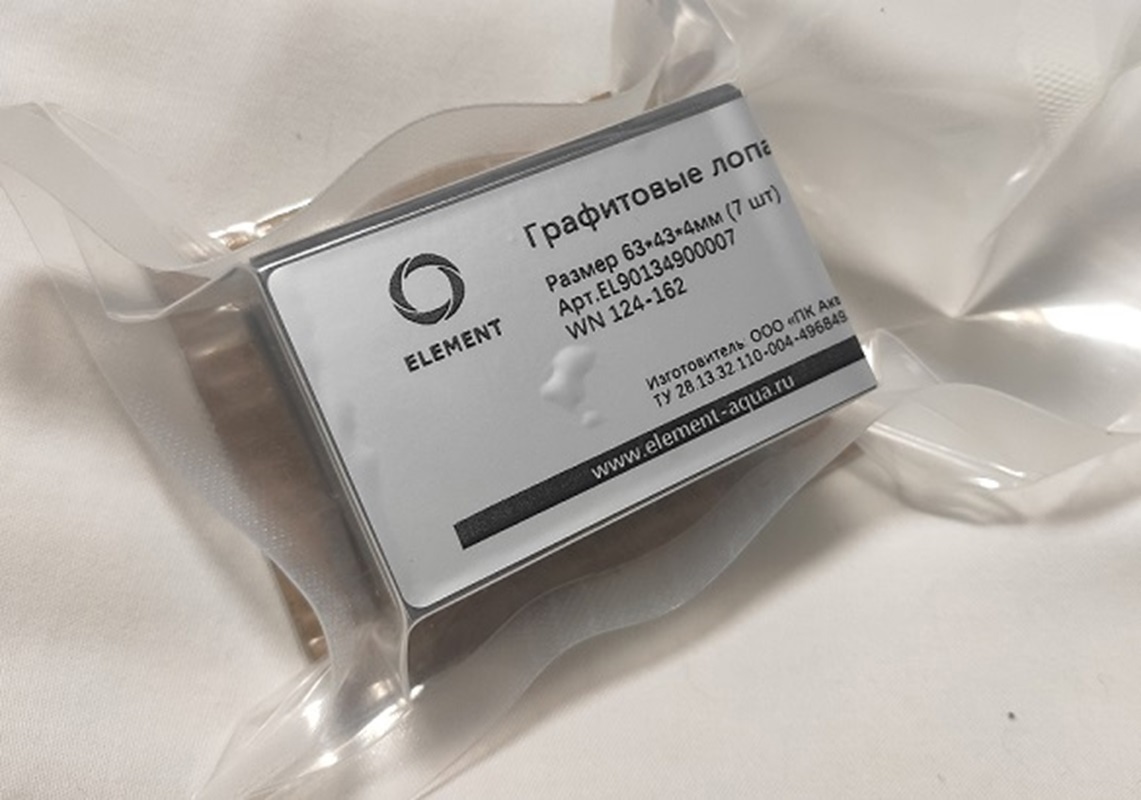 ELEMENT
Графитовые лопа
Размер 63*43*4мм (7 шт)
Арт.EL90134900007
WN 124-162
Изготовитель: ООО «ПК Акв
ТУ 28.13.32.110-004-496849
www.element-aqua.ru